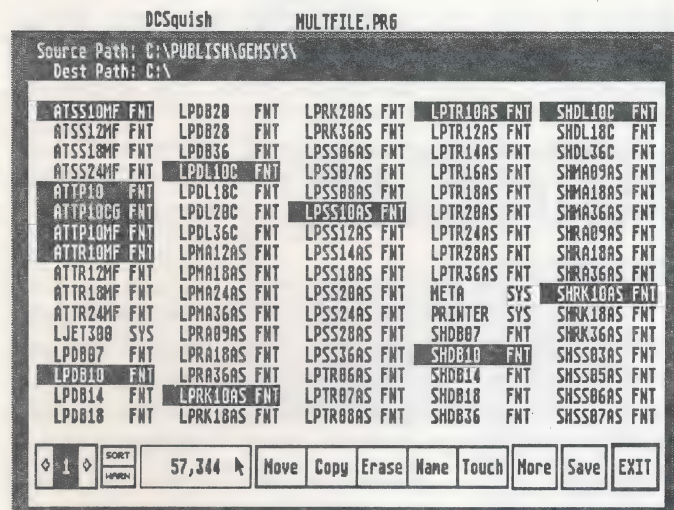 DCSquish MULTFILE.PRG
Source Path: C:\PUBLISH\GEMSYS\
Dest Path: C:\
ATSS10MF FNT LPDB20 FNT LPRK28AS FNT LPTR10AS FNT SHDL10C FNT
ATSS12MF FNT LPDB28 FNT LPRK36AS FNT LPTR12AS FNT SHDL18C FNT
ATSS18MF FNT LPDB36 FNT LPSS06AS FNT LPTR14AS FNT SHDL36C FNT
ATSS24MF FNT LPDL10C FNT LPSS07AS FNT LPTR16AS FNT SHMA09AS FNT
ATTP10 FNT LPDL18C FNT LPSS08AS FNT LPTR18AS FNT SHMA18AS FNT
ATTP10CG FNT LPDL28C FNT LPSS10AS FNT LPTR20AS FNT SHMA36AS FNT
ATTP10MF FNT LPDL36C FNT LPSS12AS FNT LPTR24AS FNT SHRA09AS FNT
ATTR10MF FNT LPMA12AS FNT LPSS14AS FNT LPTR28AS FNT SHRA18AS FNT
ATTR12MF FNT LPMA18AS FNT LPSS18AS FNT LPTR36AS FNT SHRA36AS FNT
ATTR18MF FNT LPMA24AS FNT LPSS20AS FNT META SYS SHRK10AS FNT
ATTR24MF FNT LPMA36AS FNT LPSS24AS FNT PRINTER SYS SHRK18AS FNT
LJET300 SYS LPRA09AS FNT LPSS28AS FNT SHDB07 FNT SHRK36AS FNT
LPDB07 FNT LPRA18AS FNT LPSS36AS FNT SHDB10 FNT SHSS03AS FNT
LPDB10 FNT LPRA36AS FNT LPTR06AS FNT SHDB14 FNT SHSS05AS FNT
LPDB14 FNT LPRK10AS FNT LPTR07AS FNT SHDB18 FNT SHSS06AS FNT
LPDB18 FNT LPRK18AS FNT LPTR08AS FNT SHDB36 FNT SHSS07AS FNT
1 SORT WARN 57,344 Move Copy Erase Name Touch More Save EXIT